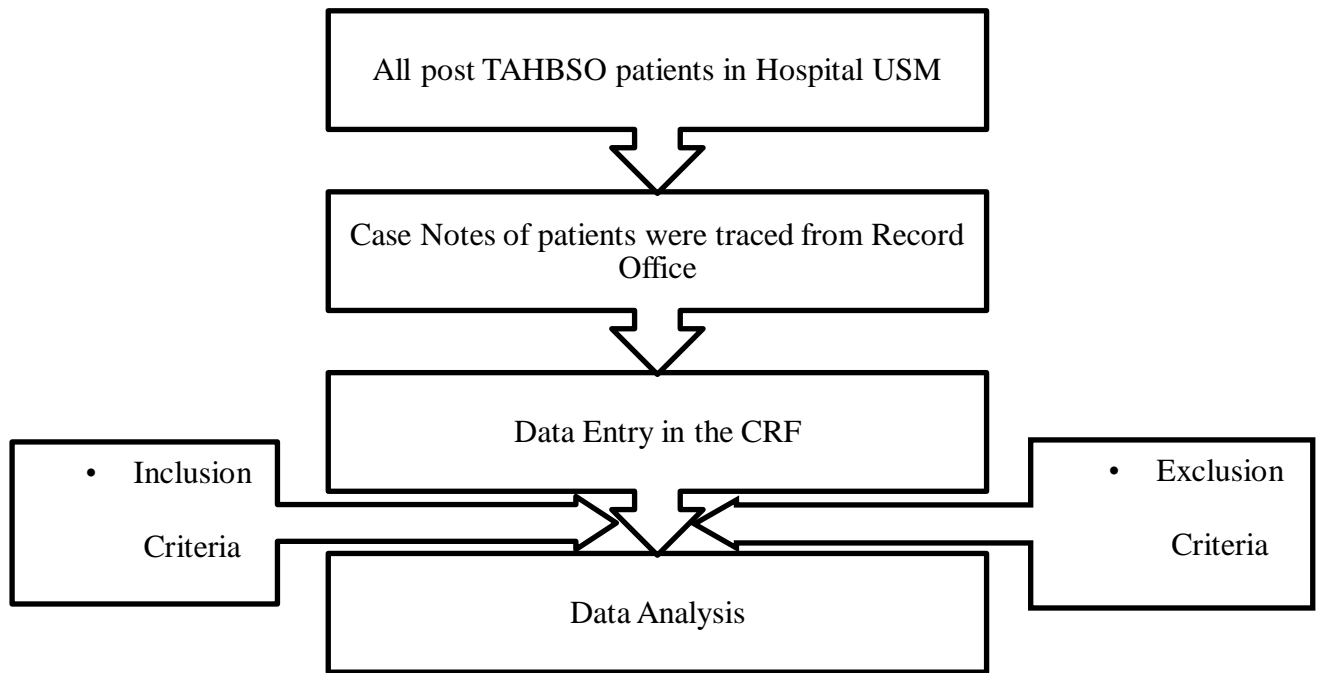 All post TAHBSO patients in Hospital USM
Case Notes of patients were traced from Record
Office
Data Entry in the CRF
• Inclusion
Criteria
• Exclusion
Criteria
Data Analysis